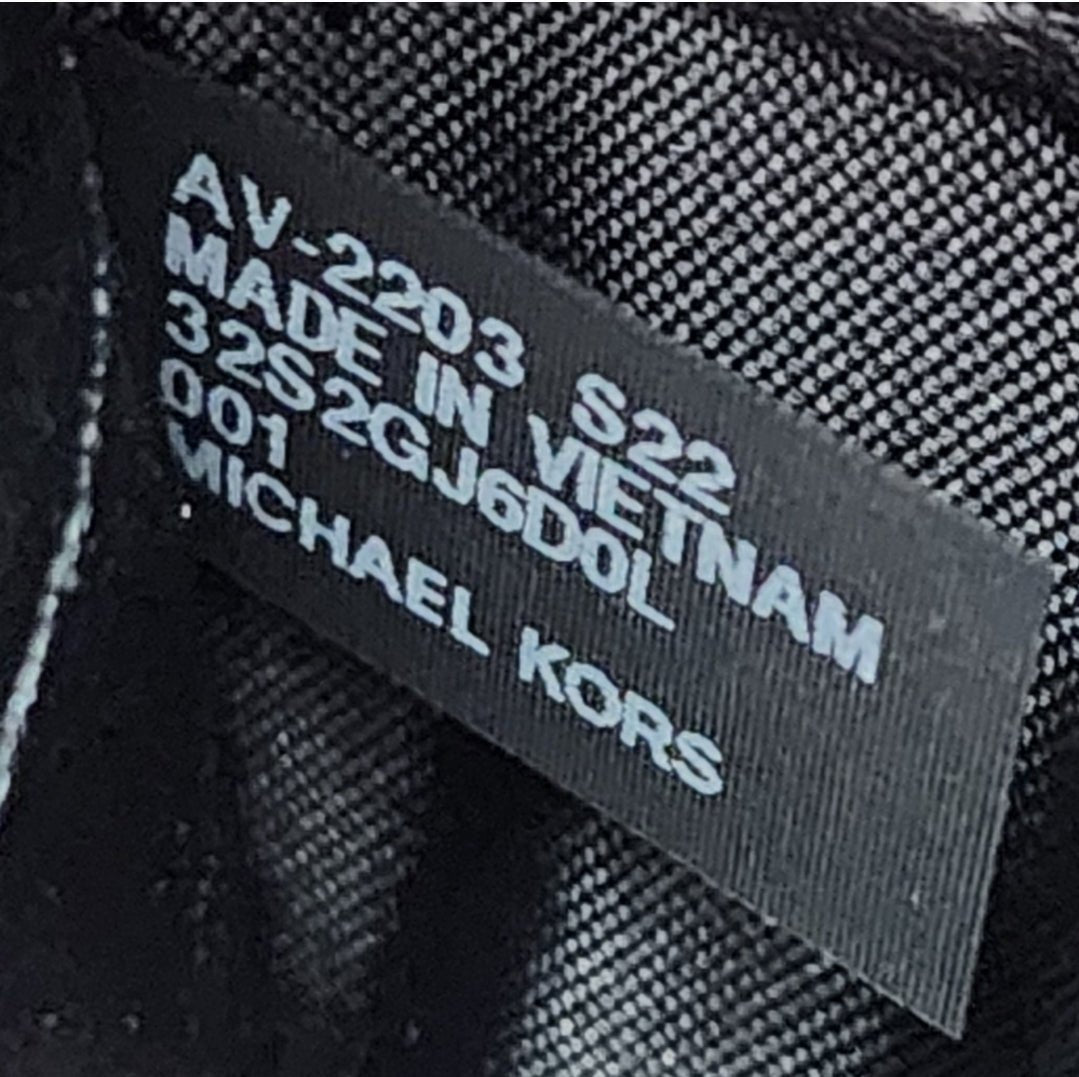 AV-2203 S22
MADE IN VIETNAM
32S2GJ6D0L
001
MICHAEL KORS